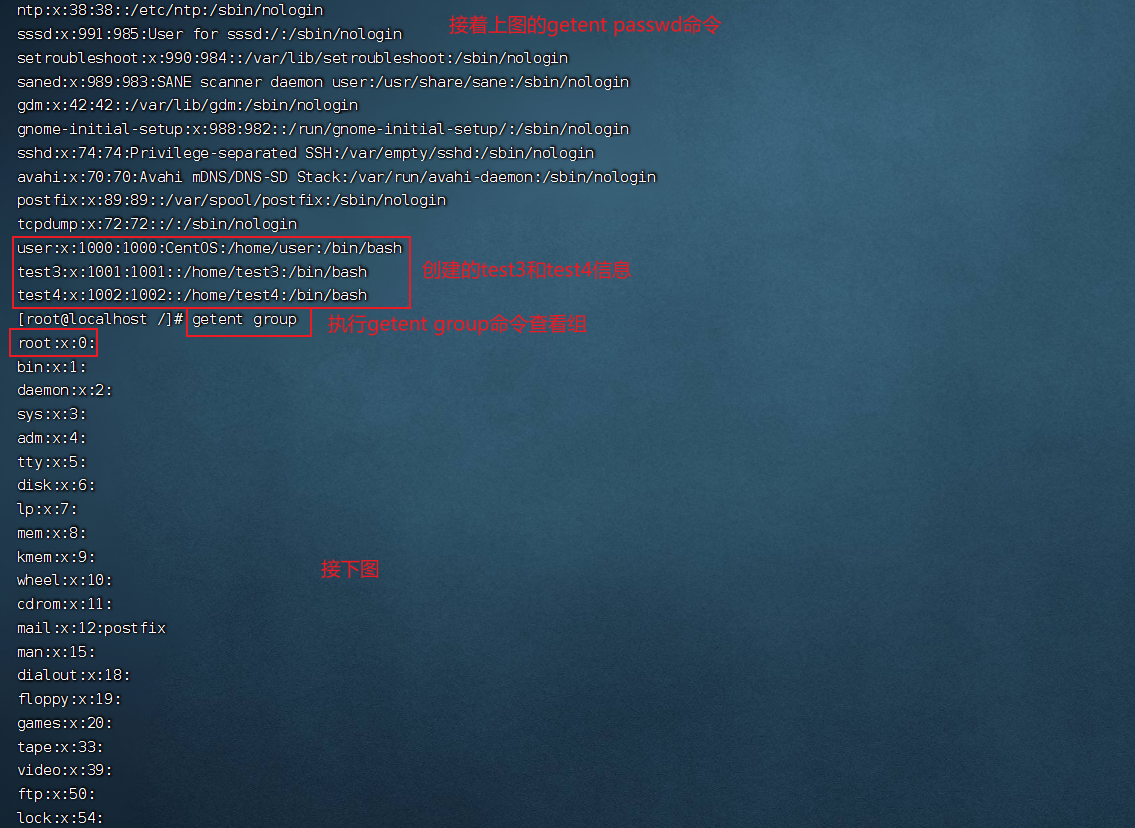 ntp:x:38:38::/etc/ntp:/sbin/nologin
接着上图的getent passwd命令
sssd:x:991:985:User for sssd:/:/sbin/nologin
setroubleshoot:x:990:984::/var/lib/setroubleshoot:/sbin/nologin
saned:x:989:983:SANE scanner daemon user:/usr/share/sane:/sbin/nologin
gdm:x:42:42::/var/lib/gdm:/sbin/nologin
gnome-initial-setup:x:988:982::/run/gnome-initial-setup/:/sbin/nologin
sshd:x:74:74:Privilege-separated SSH:/var/empty/sshd:/sbin/nologin
avahi:x:70:70:Avahi mDNS/DNS-SD Stack:/var/run/avahi-daemon:/sbin/nologin
postfix:x:89:89::/var/spool/postfix:/sbin/nologin
tcpdump:x:72:72::/:/sbin/nologin
user:x:1000:1000:CentOS:/home/user:/bin/bash
test3:x:1001:1001::/home/test3:/bin/bash
创建的test3和test4信息
test4:x:1002:1002::/home/test4:/bin/bash
[root@localhost /]# getent group
执行getent group命令查看组
root:x:0:
bin:x:1:
daemon:x:2:
sys:x:3:
adm:x:4:
tty:x:5:
disk:x:6:
lp:x:7:
mem:x:8:
kmem:x:9:
接下图
wheel:x:10:
cdrom:x:11:
mail:x:12:postfix
man:x:15:
dialout:x:18:
floppy:x:19:
games:x:20:
tape:x:33:
video:x:39:
ftp:x:50:
lock:x:54: